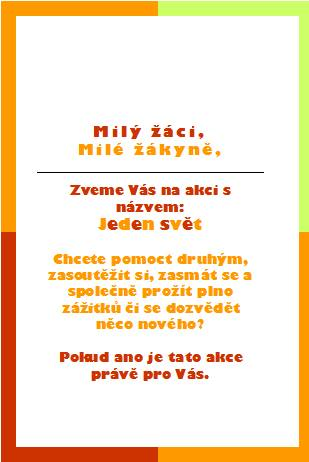 Milý žáci,
Milé žákyně,
Zveme Vás na akci s
názvem:
Jeden svět
Chcete pomoct druhým,
zasoutěžit si, zasmát se a
společně prožít plno
zážitků či se dozvědět
něco nového?
Pokud ano je tato akce
právě pro Vás.